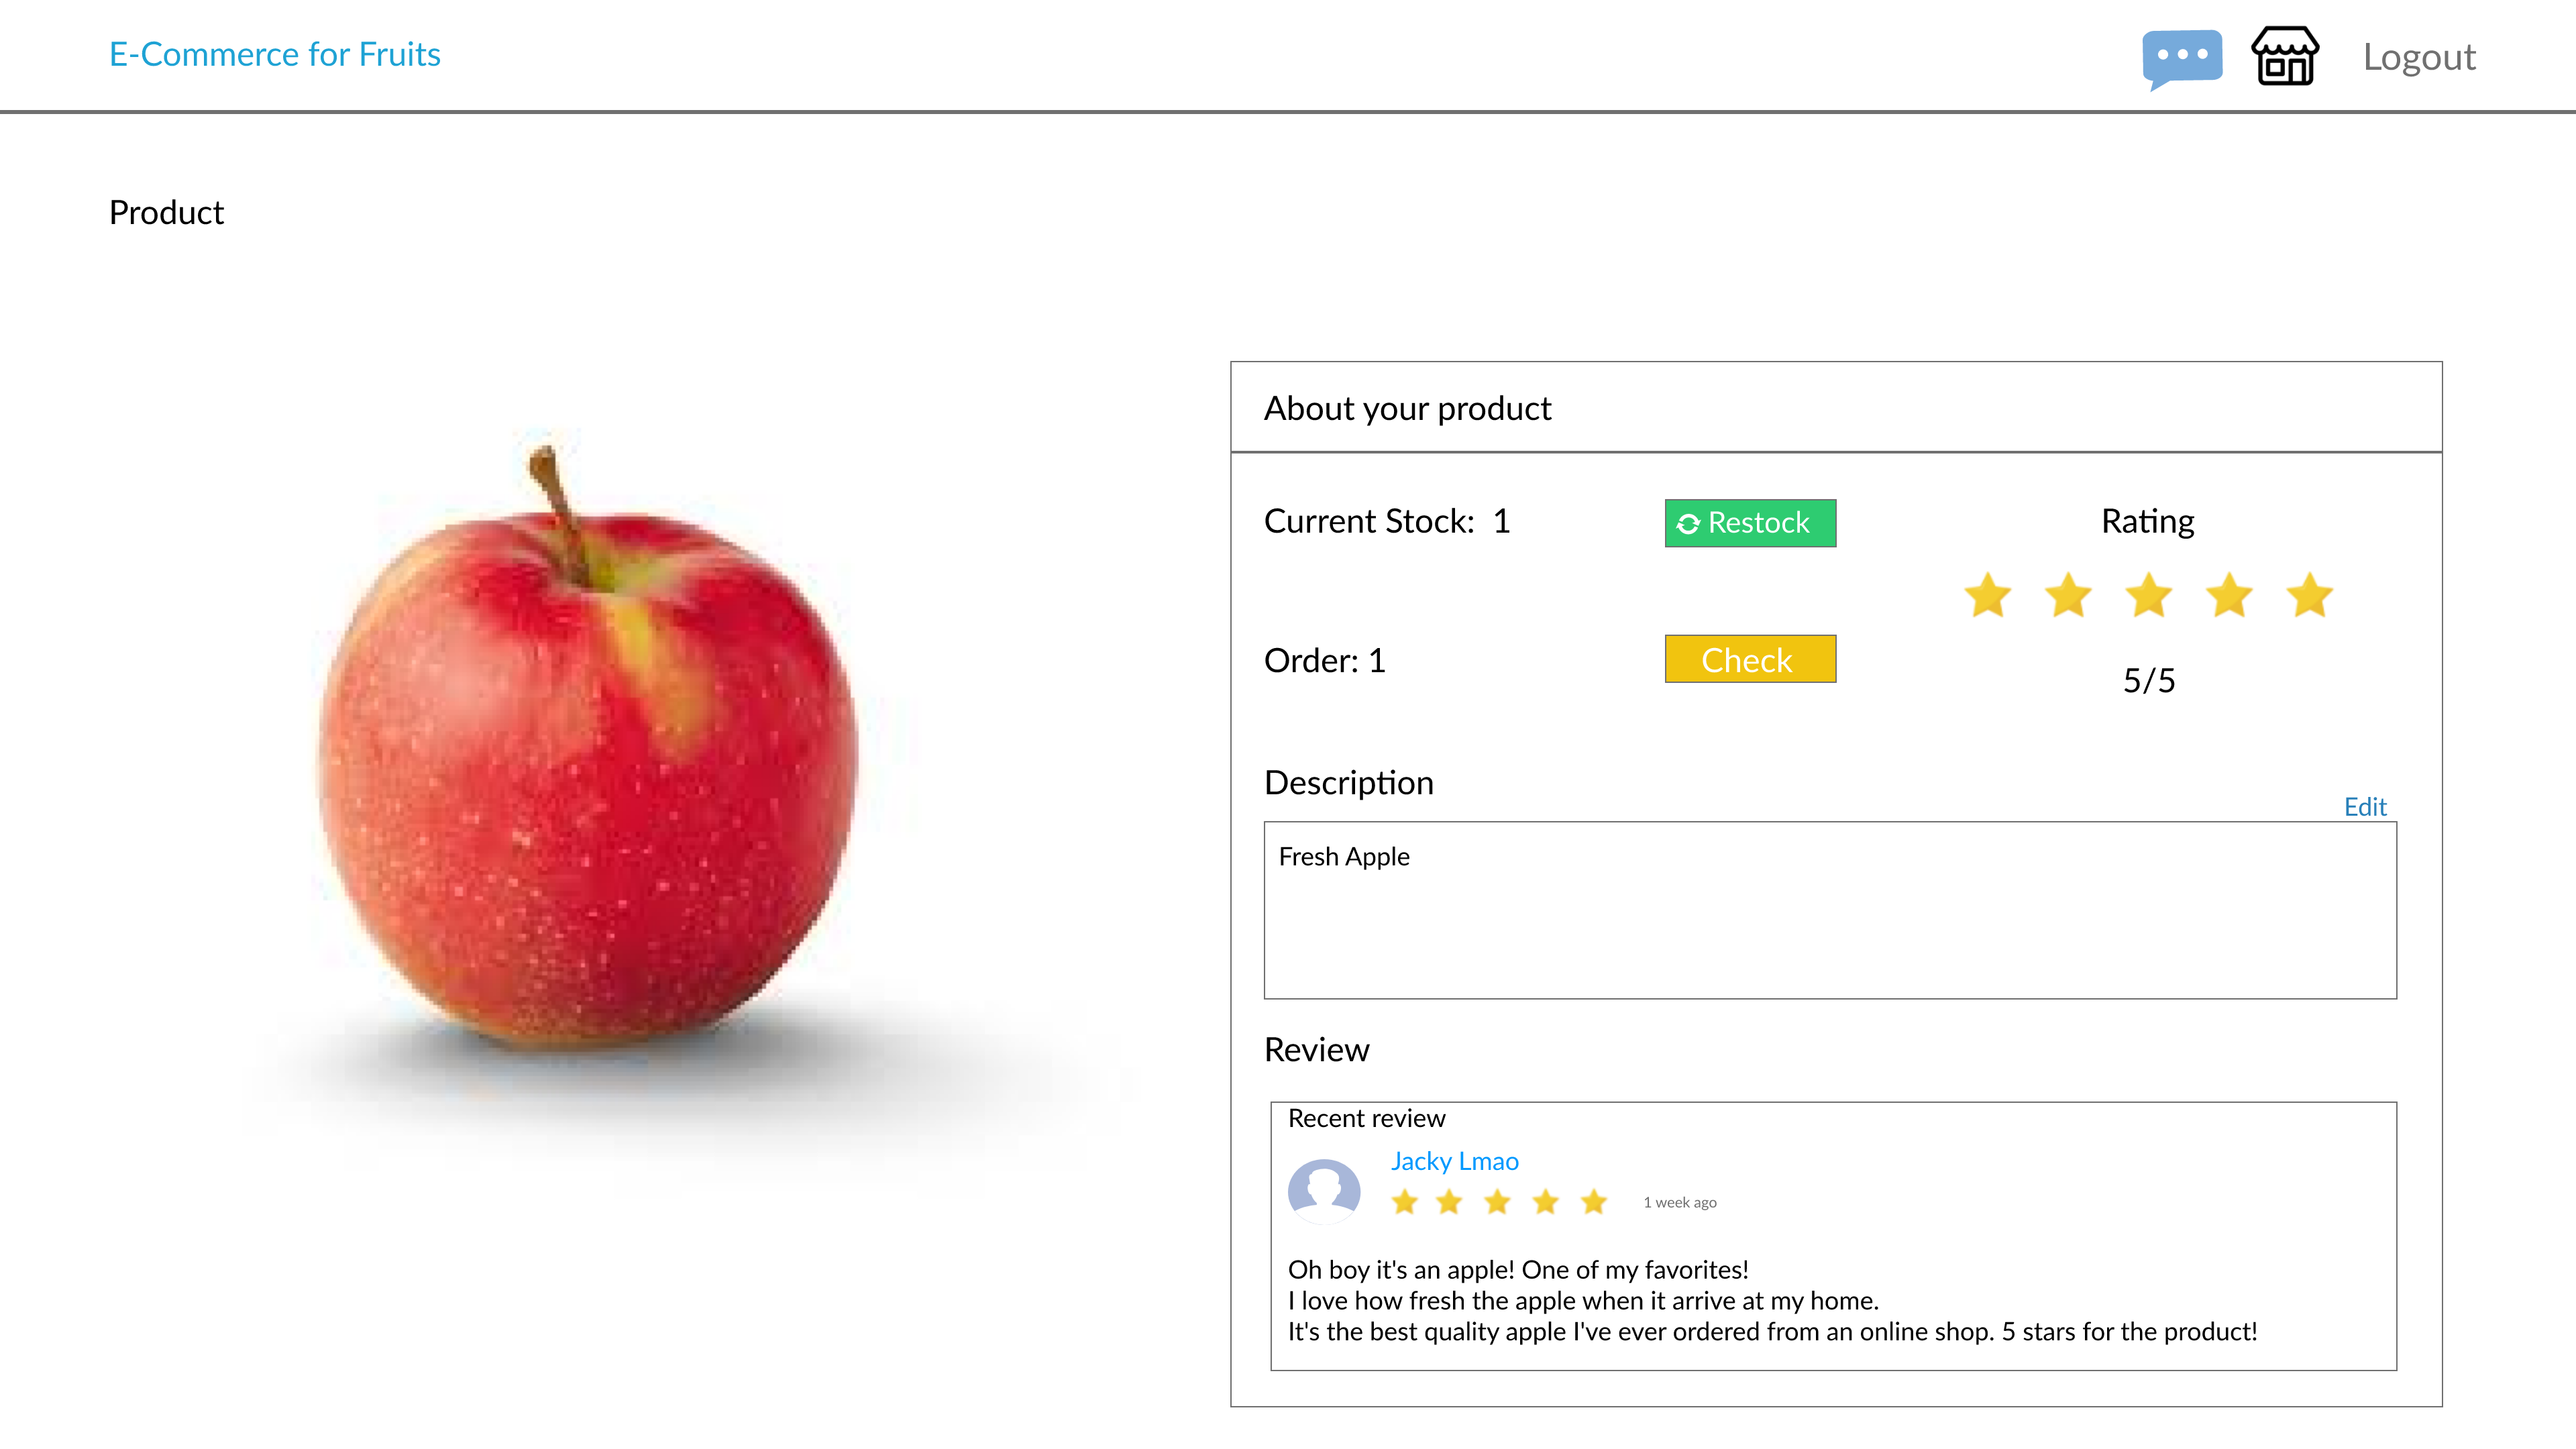 E-Commerce for Fruits
Logout
Product
About your product
Current Stock: 1
Restock
Rating
Order: 1
Check
5/5
Description
Edit
Fresh Apple
Review
Recent review
Jacky Lmao
1 week ago
Oh boy it's an apple! One of my favorites!
I love how fresh the apple when it arrive at my home.
It's the best quality apple I've ever ordered from an online shop. 5 stars for the product!